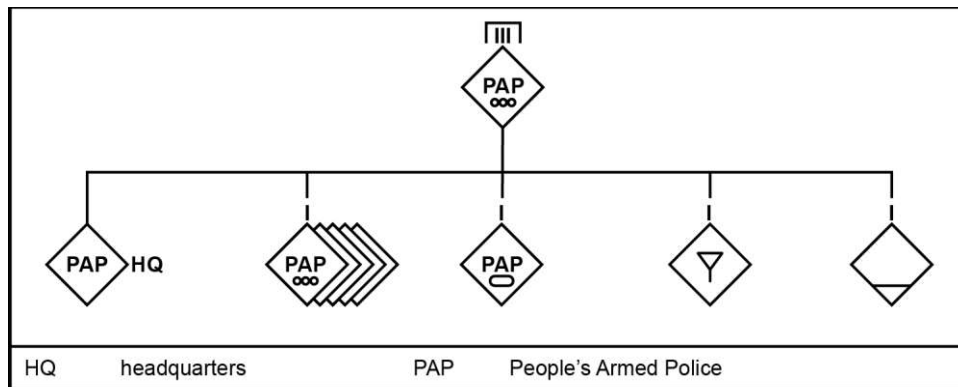 III
PAP
PAP HQ PAP PAP
HQ headquarters PAP People's Armed Police